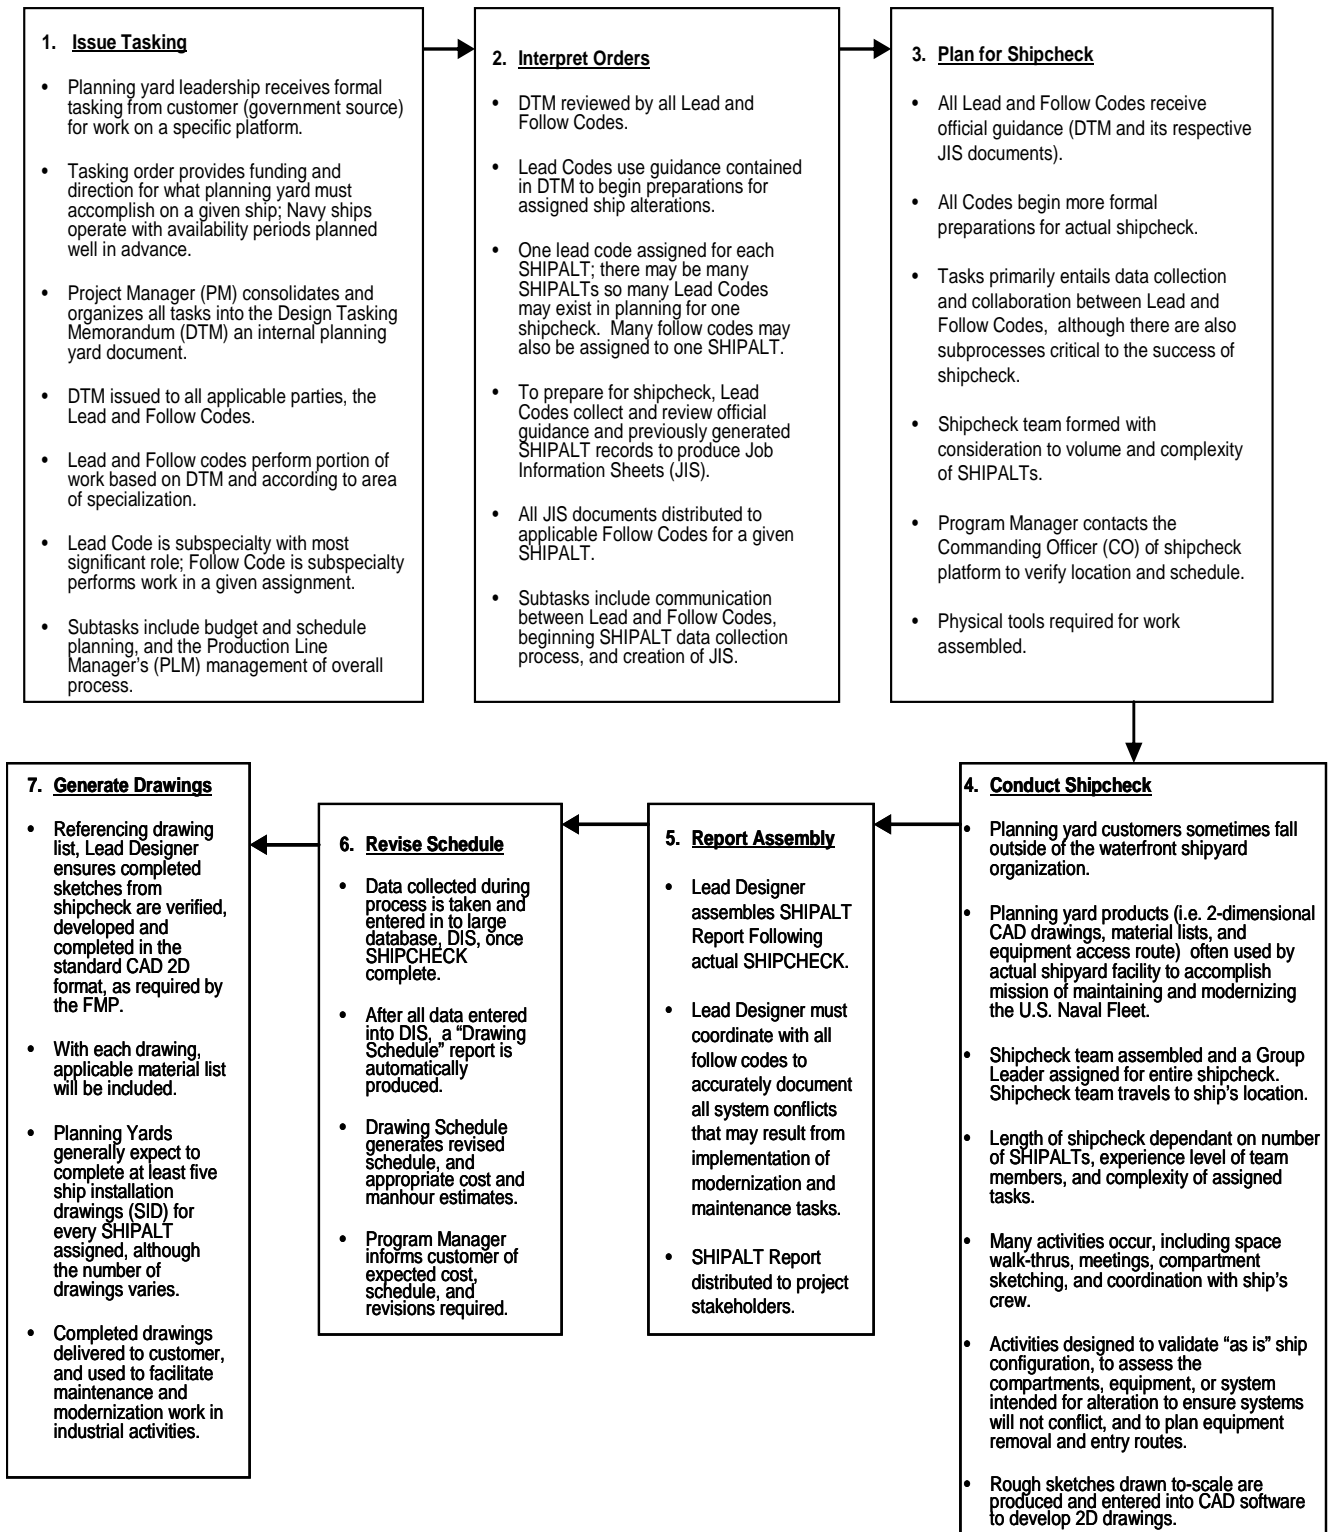 1. Issue Tasking
• Planning yard leadership receives formal
tasking from customer (government source)
for work on a specific platform.
• Tasking order provides funding and
direction for what planning yard must
accomplish on a given ship; Navy ships
operate with availability periods planned
well in advance.
• Project Manager (PM) consolidates and
organizes all tasks into the Design Tasking
Memorandum (DTM) an internal planning
yard document.
• DTM issued to all applicable parties, the
Lead and Follow Codes.
• Lead and Follow codes perform portion of
work based on DTM and according to area
of specialization.
• Lead Code is subspecialty with most
significant role; Follow Code is subspecialty
performs work in a given assignment.
• Subtasks include budget and schedule
planning, and the Production Line
Manager's (PLM) management of overall
process.
2. Interpret Orders
• DTM reviewed by all Lead and
Follow Codes.
• Lead Codes use guidance contained
in DTM to begin preparations for
assigned ship alterations.
• One lead code assigned for each
SHIPALT; there may be many
SHIPALTs so many Lead Codes
may exist in planning for one
shipcheck. Many follow codes may
also be assigned to one SHIPALT.
• To prepare for shipcheck, Lead
Codes collect and review official
guidance and previously generated
SHIPALT records to produce Job
Information Sheets (JIS).
• All JIS documents distributed to
applicable Follow Codes for a given
SHIPALT.
• Subtasks include communication
between Lead and Follow Codes,
beginning SHIPALT data collection
process, and creation of JIS.
3. Plan for Shipcheck
• All Lead and Follow Codes receive
official guidance (DTM and its respective
JIS documents).
• All Codes begin more formal
preparations for actual shipcheck.
• Tasks primarily entails data collection
and collaboration between Lead and
Follow Codes, although there are also
subprocesses critical to the success of
shipcheck.
• Shipcheck team formed with
consideration to volume and complexity
of SHIPALTs.
• Program Manager contacts the
Commanding Officer (CO) of shipcheck
platform to verify location and schedule.
• Physical tools required for work
assembled.
4. Conduct Shipcheck
• Planning yard customers sometimes fall
outside of the waterfront shipyard
organization.
• Planning yard products (i.e. 2-dimensional
CAD drawings, material lists, and
equipment access route) often used by
actual shipyard facility to accomplish
mission of maintaining and modernizing
the U.S. Naval Fleet.
• Shipcheck team assembled and a Group
Leader assigned for entire shipcheck.
Shipcheck team travels to ship's location.
• Length of shipcheck dependant on number
of SHIPALTs, experience level of team
members, and complexity of assigned
tasks.
• Many activities occur, including space
walk-thrus, meetings, compartment
sketching, and coordination with ship's
crew.
• Activities designed to validate "as is" ship
configuration, to assess the
compartments, equipment, or system
intended for alteration to ensure systems
will not conflict, and to plan equipment
removal and entry routes.
• Rough sketches drawn to-scale are
produced and entered into CAD software
to develop 2D drawings.
5. Report Assembly
• Lead Designer
assembles SHIPALT
Report Following
actual SHIPCHECK.
• Lead Designer must
coordinate with all
follow codes to
accurately document
all system conflicts
that may result from
implementation of
modernization and
maintenance tasks.
• SHIPALT Report
distributed to project
stakeholders.
6. Revise Schedule
• Data collected during
process is taken and
entered in to large
database, DIS, once
SHIPCHECK
complete.
• After all data entered
into DIS, a "Drawing
Schedule" report is
automatically
produced.
• Drawing Schedule
generates revised
schedule, and
appropriate cost and
manhour estimates.
• Program Manager
informs customer of
expected cost,
schedule, and
revisions required.
7. Generate Drawings
• Referencing drawing
list, Lead Designer
ensures completed
sketches from
shipcheck are verified,
developed and
completed in the
standard CAD 2D
format, as required by
the FMP.
• With each drawing,
applicable material list
will be included.
• Planning Yards
generally expect to
complete at least five
ship installation
drawings (SID) for
every SHIPALT
assigned, although
the number of
drawings varies.
• Completed drawings
delivered to customer,
and used to facilitate
maintenance and
modernization work in
industrial activities.